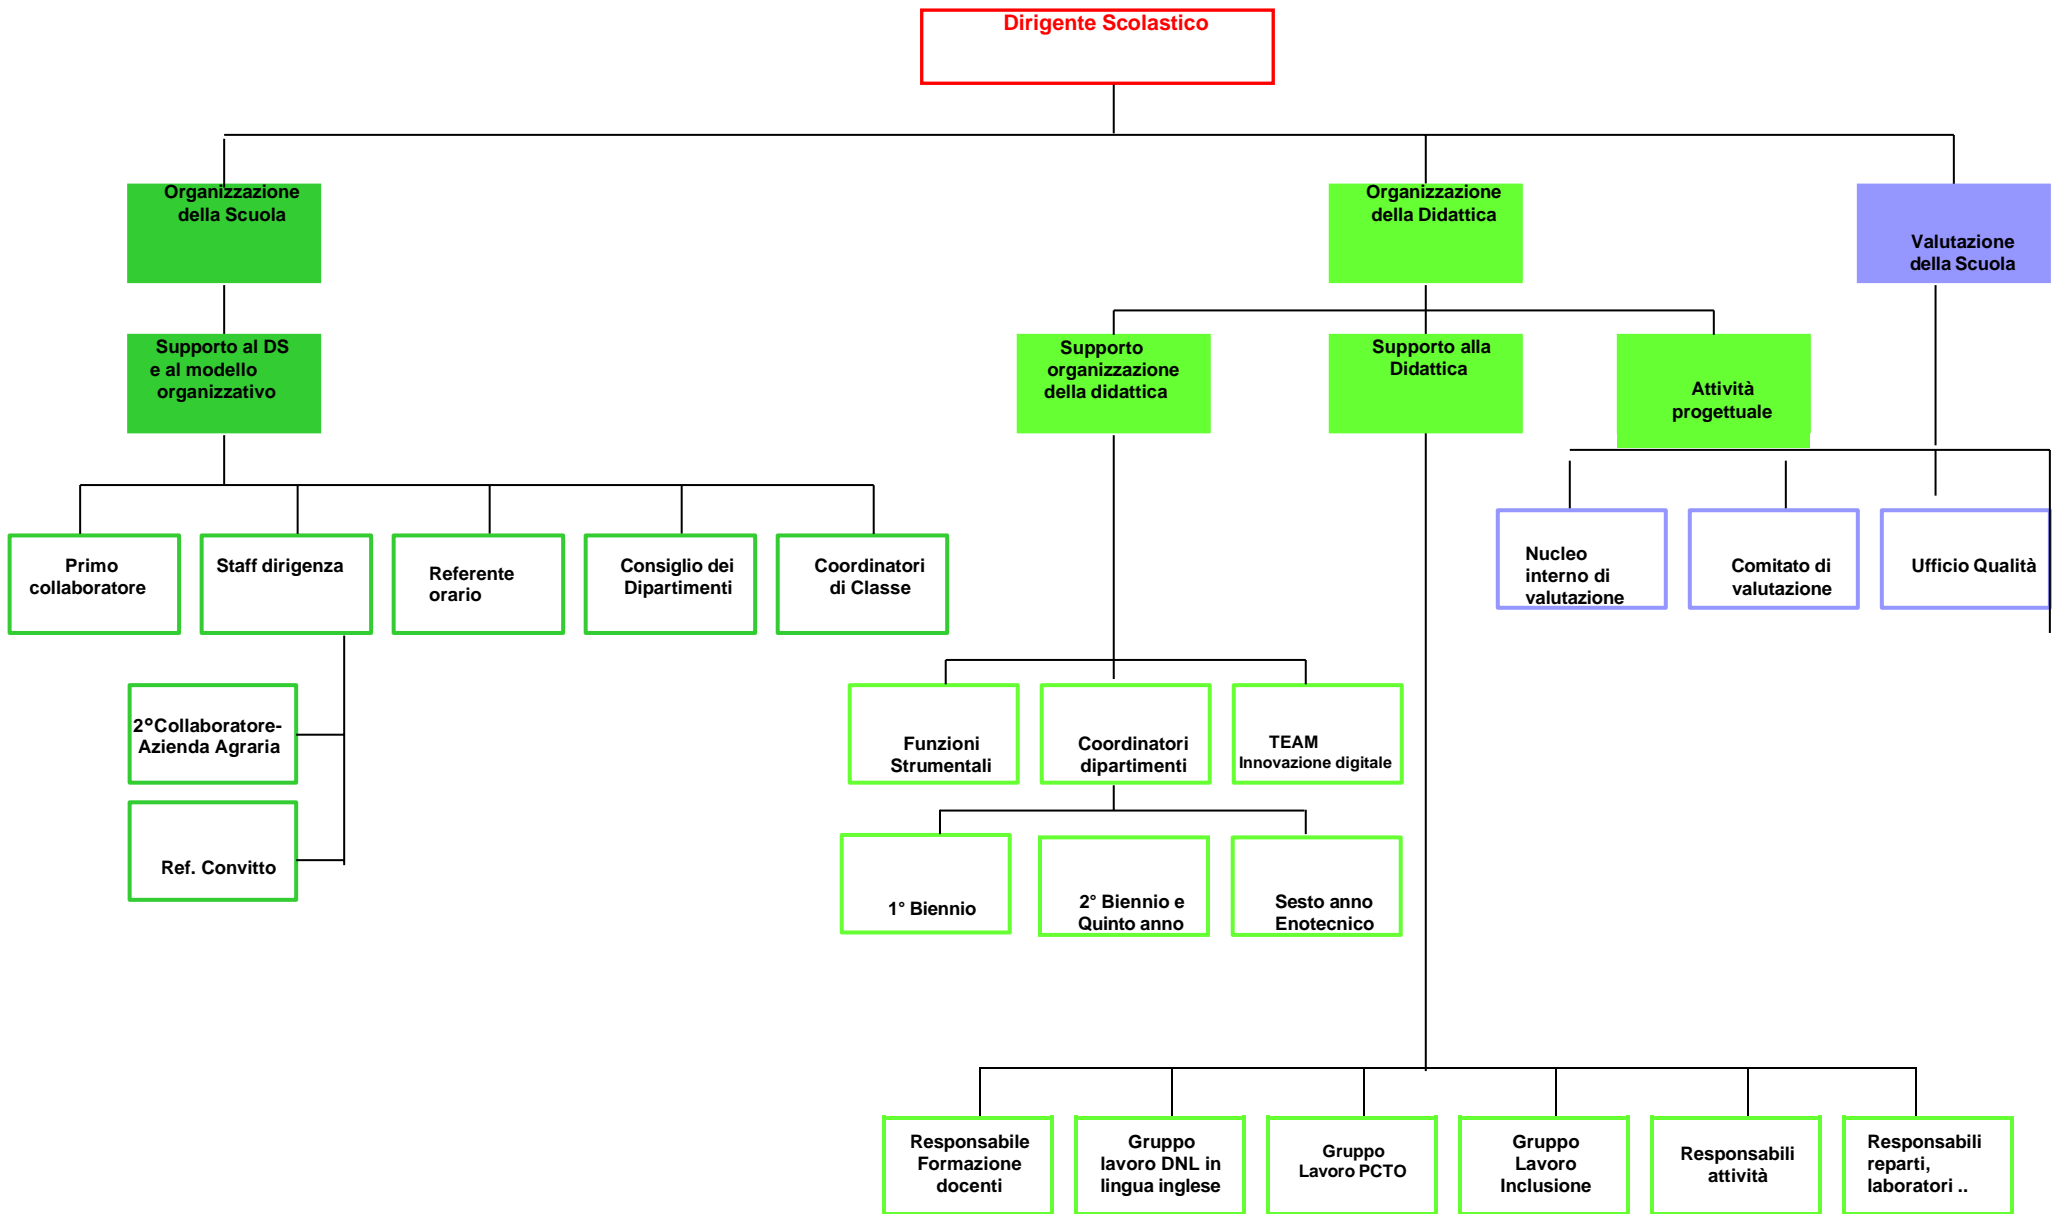 Dirigente Scolastico
Organizzazione
della Scuola
Organizzazione
della Didattica
Valutazione
della Scuola
Supporto al DS
e al modello
organizzativo
Supporto
organizzazione
della didattica
Supporto alla
Didattica
Attività
progettuale
Primo
collaboratore
Staff dirigenza
Referente
orario
Consiglio dei
Dipartimenti
Coordinatori
di Classe
Nucleo
interno di
valutazione
Comitato di
valutazione
Ufficio Qualità
2°Collaboratore-
Azienda Agraria
Ref. Convitto
Funzioni
Strumentali
Coordinatori
dipartimenti
TEAM
Innovazione digitale
1° Biennio
2° Biennio e
Quinto anno
Sesto anno
Enotecnico
Responsabile
Formazione
docenti
Gruppo
lavoro DNL in
lingua inglese
Gruppo
Lavoro PCTO
Gruppo
Lavoro
Inclusione
Responsabili
attività
Responsabili
reparti,
laboratori ..